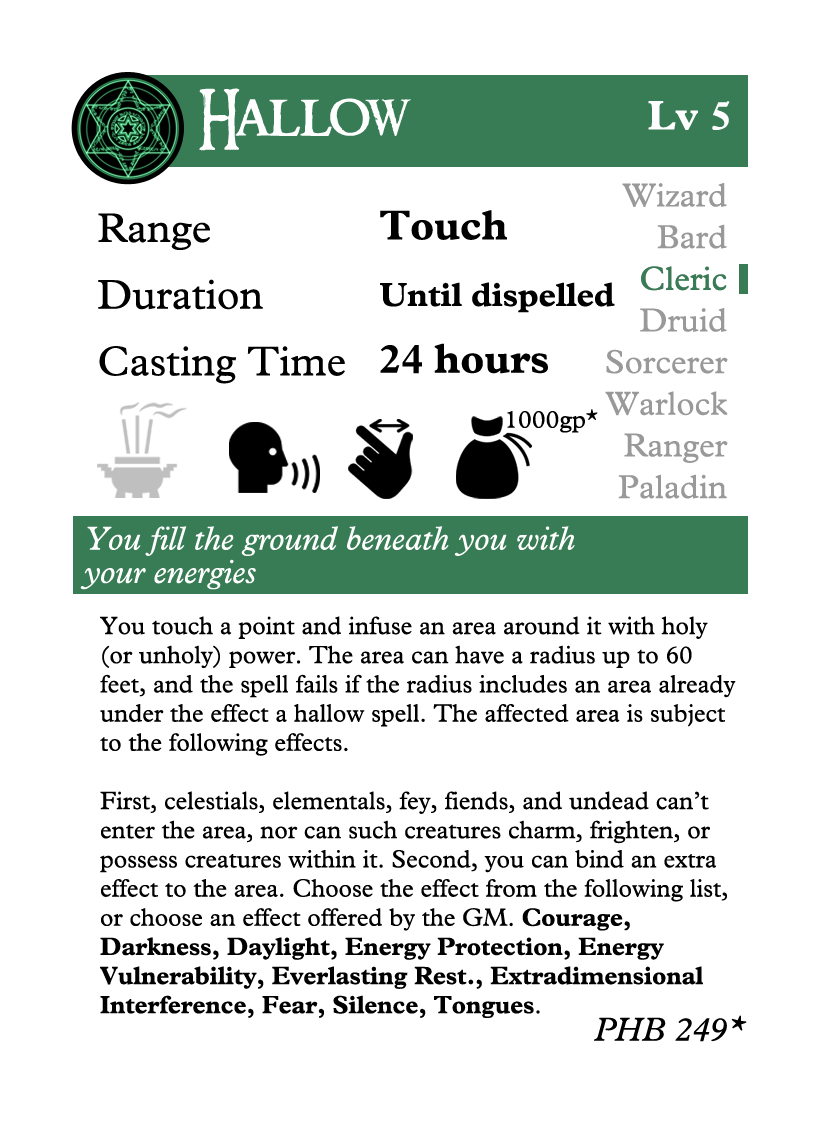 HALLOW
Lv 5
Range Touch
Duration Until dispelled
Casting Time 24 hours
Wizard
Bard
Cleric
Druid
Sorcerer
Warlock
Ranger
Paladin
1000gp★
You fill the ground beneath you with
your energies
You touch a point and infuse an area around it with holy
(or unholy) power. The area can have a radius up to 60
feet, and the spell fails if the radius includes an area already
under the effect a hallow spell. The affected area is subject
to the following effects.
First, celestials, elementals, fey, fiends, and undead can’t
enter the area, nor can such creatures charm, frighten, or
possess creatures within it. Second, you can bind an extra
effect to the area. Choose the effect from the following list,
or choose an effect offered by the GM. Courage,
Darkness, Daylight, Energy Protection, Energy
Vulnerability, Everlasting Rest., Extradimensional
Interference, Fear, Silence, Tongues.
PHB 249★